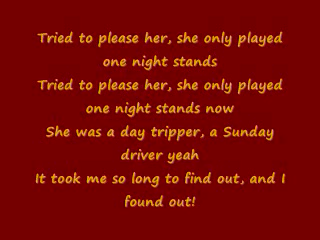 Tried to please her, she only played
one night stands
Tried to please her, she only played
one night stands now
She was a day tripper, a Sunday
driver yeah
It took me so long to find out, and I
found out!